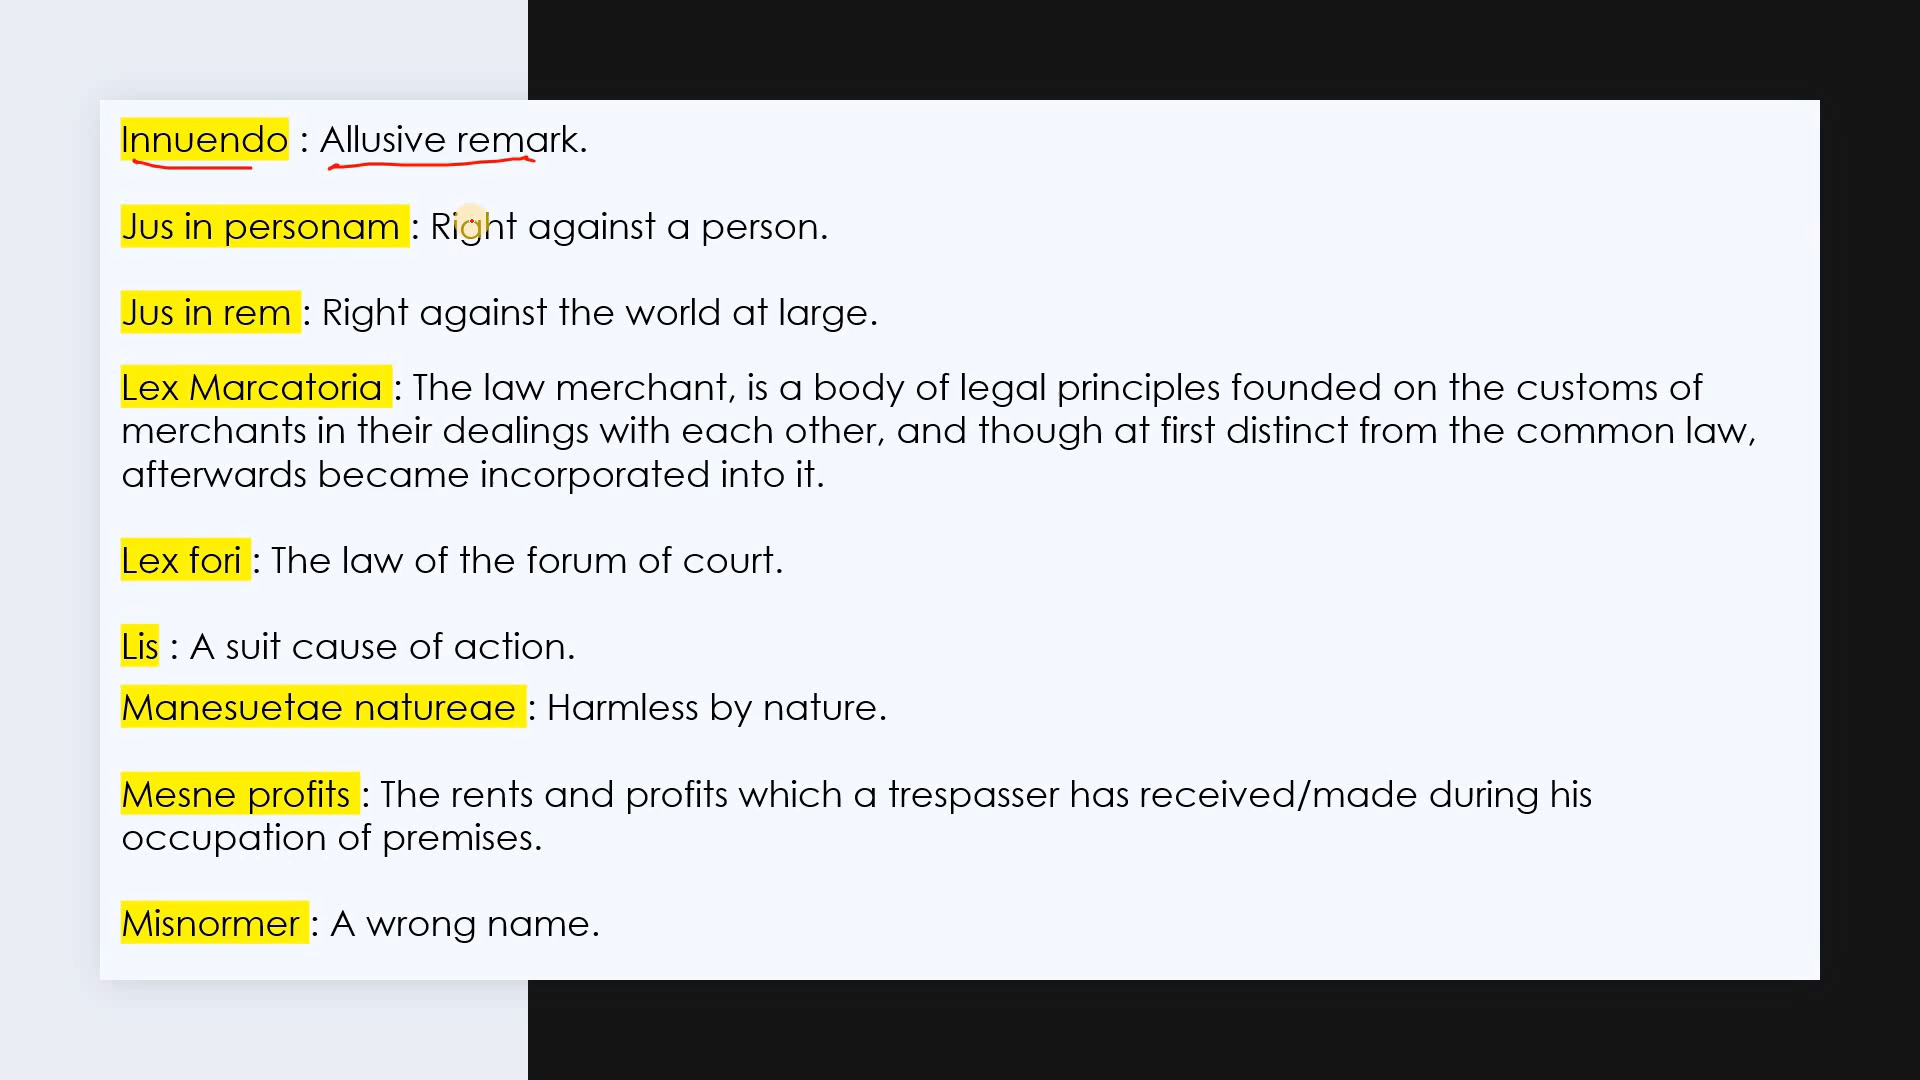 Innuendo : Allusive remark.
Jus in personam : Right against a person.
Jus in rem : Right against the world at large.
Lex Marcatoria : The law merchant, is a body of legal principles founded on the customs of
merchants in their dealings with each other, and though at first distinct from the common law,
afterwards became incorporated into it.
Lex fori : The law of the forum of court.
Lis : A suit cause of action.
Manesuetae natureae : Harmless by nature.
Mesne profits : The rents and profits which a trespasser has received/made during his
occupation of premises.
Misnormer : A wrong name.